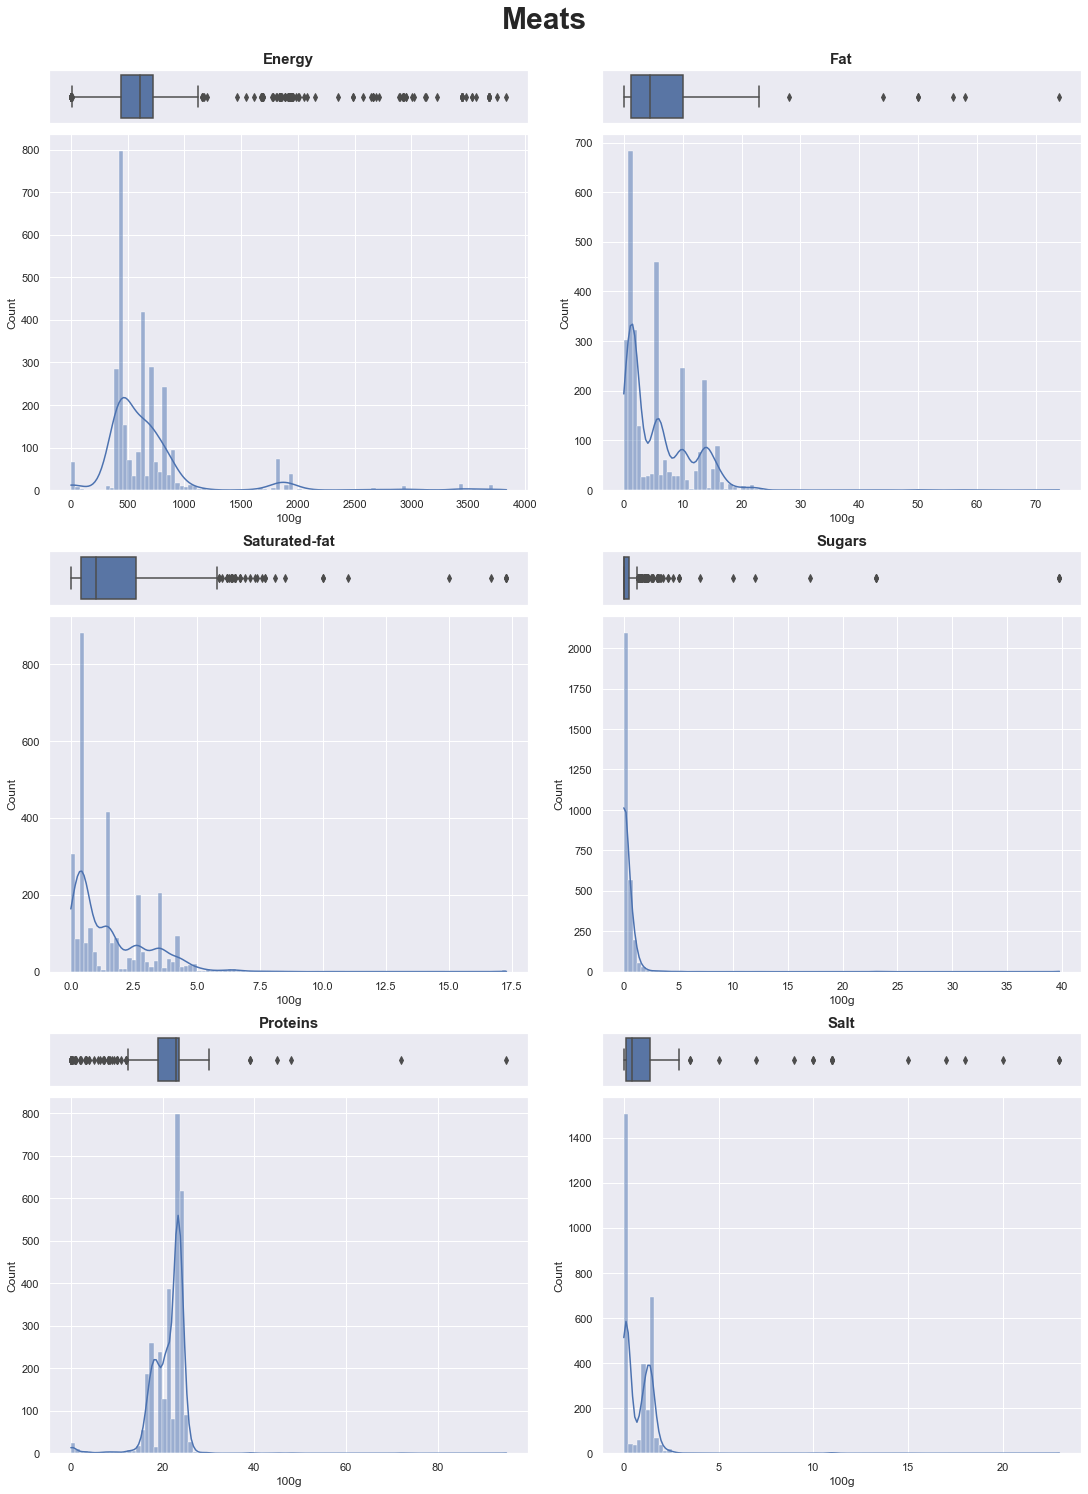 Meats
Energy
Fat
800
700
600
500
400
300
200
100
0
Count
0 500 1000 1500 2000 2500 3000 3500 4000
100g
700
600
500
400
300
200
100
0
Count
0 10 20 30 40 50 60 70
100g
Saturated-fat
Sugars
800
600
400
200
0
Count
0.0 2.5 5.0 7.5 10.0 12.5 15.0 17.5
100g
2000
1750
1500
1250
1000
750
500
250
0
Count
0 5 10 15 20 25 30 35 40
100g
Proteins
Salt
800
700
600
500
400
300
200
100
0
Count
0 20 40 60 80
100g
1400
1200
1000
800
600
400
200
0
Count
0 5 10 15 20
100g